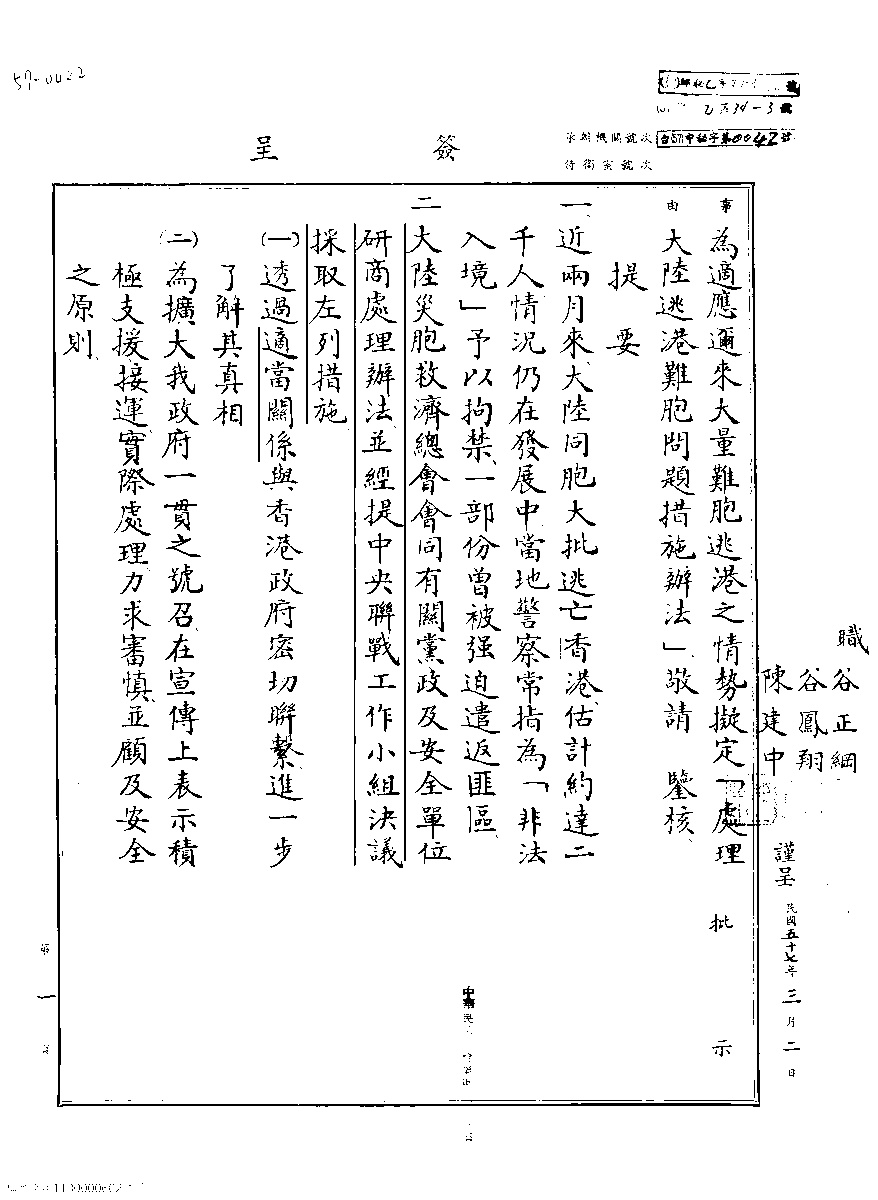 57-0022
乙 34-3 號
承辦機關號次 台(57)中秘字第0042號
侍衛室號次
簽呈
職 谷正綱
谷鳳翔
陳建中
謹呈 民國五十七年三月二日
事由
為適應邇來大量難胞逃港之情勢擬定「處理
大陸逃港難胞問題措施辦法」敬請 鑒核
批示
提要
一、近兩月來大陸同胞大批逃亡香港估計約達二
千人情況仍在發展中當地警察常指為「非法
入境」予以拘禁一部份曾被强迫遣返匪區
二、大陸災胞救濟總會會同有關黨政及安全單位
研商處理辦法並經提中央聯戰工作小組決議
採取左列措施
(一)透過適當關係與香港政府密切聯繫進一步
了解其真相
(二)為擴大我政府一貫之號召在宣傳上表示積
極支援接運實際處理力求審慎並顧及安全
之原則
中華民
第一頁